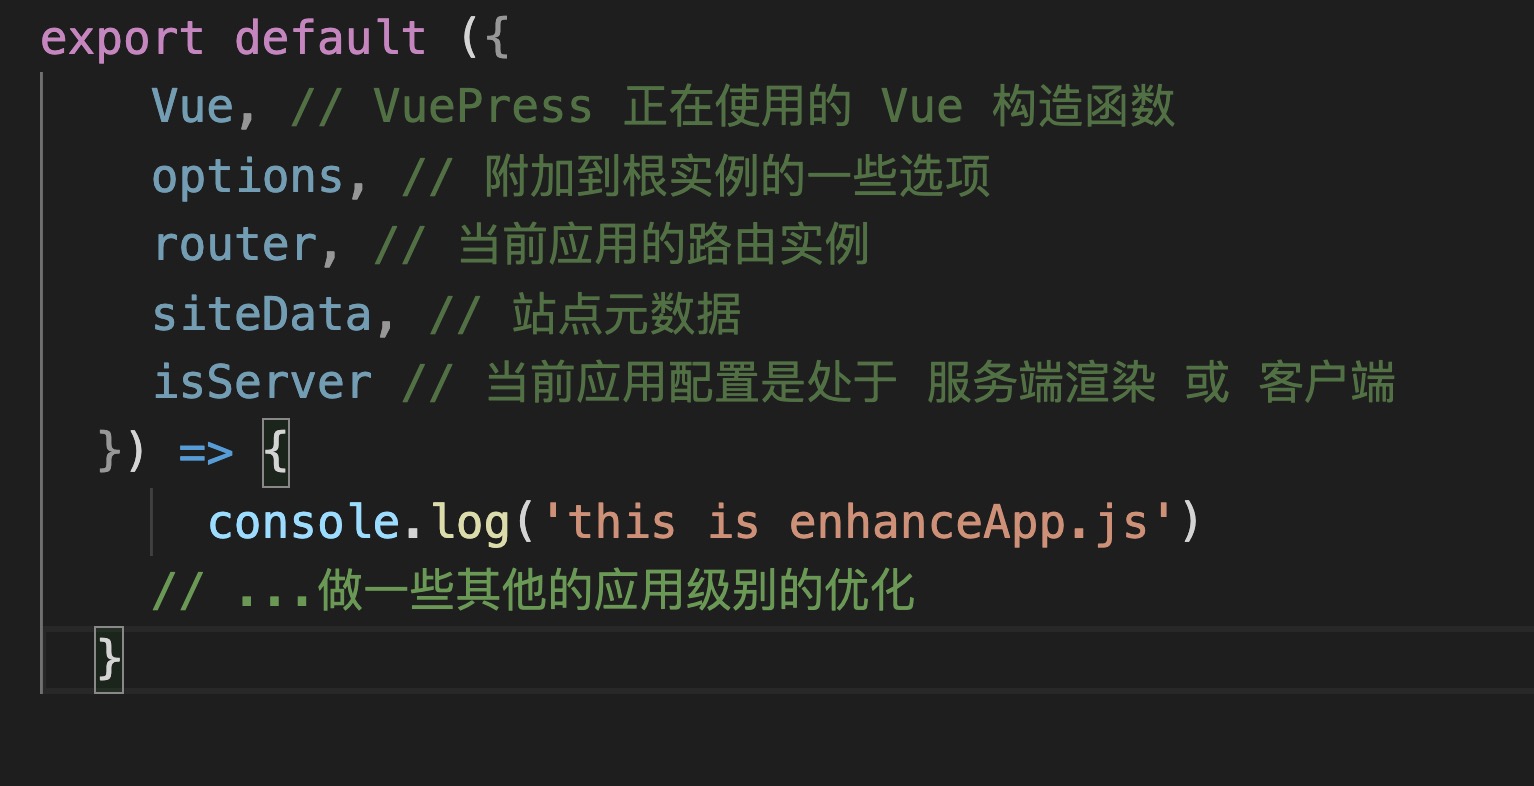 export default ({
Vue, // VuePress 正在使用的 Vue 构造函数
options, // 附加到根实例的一些选项
router, // 当前应用的路由实例
siteData, // 站点元数据
isServer // 当前应用配置是处于 服务端渲染 或 客户端
}) => {
console.log('this is enhanceApp.js')
// ...做一些其他的应用级别的优化
}